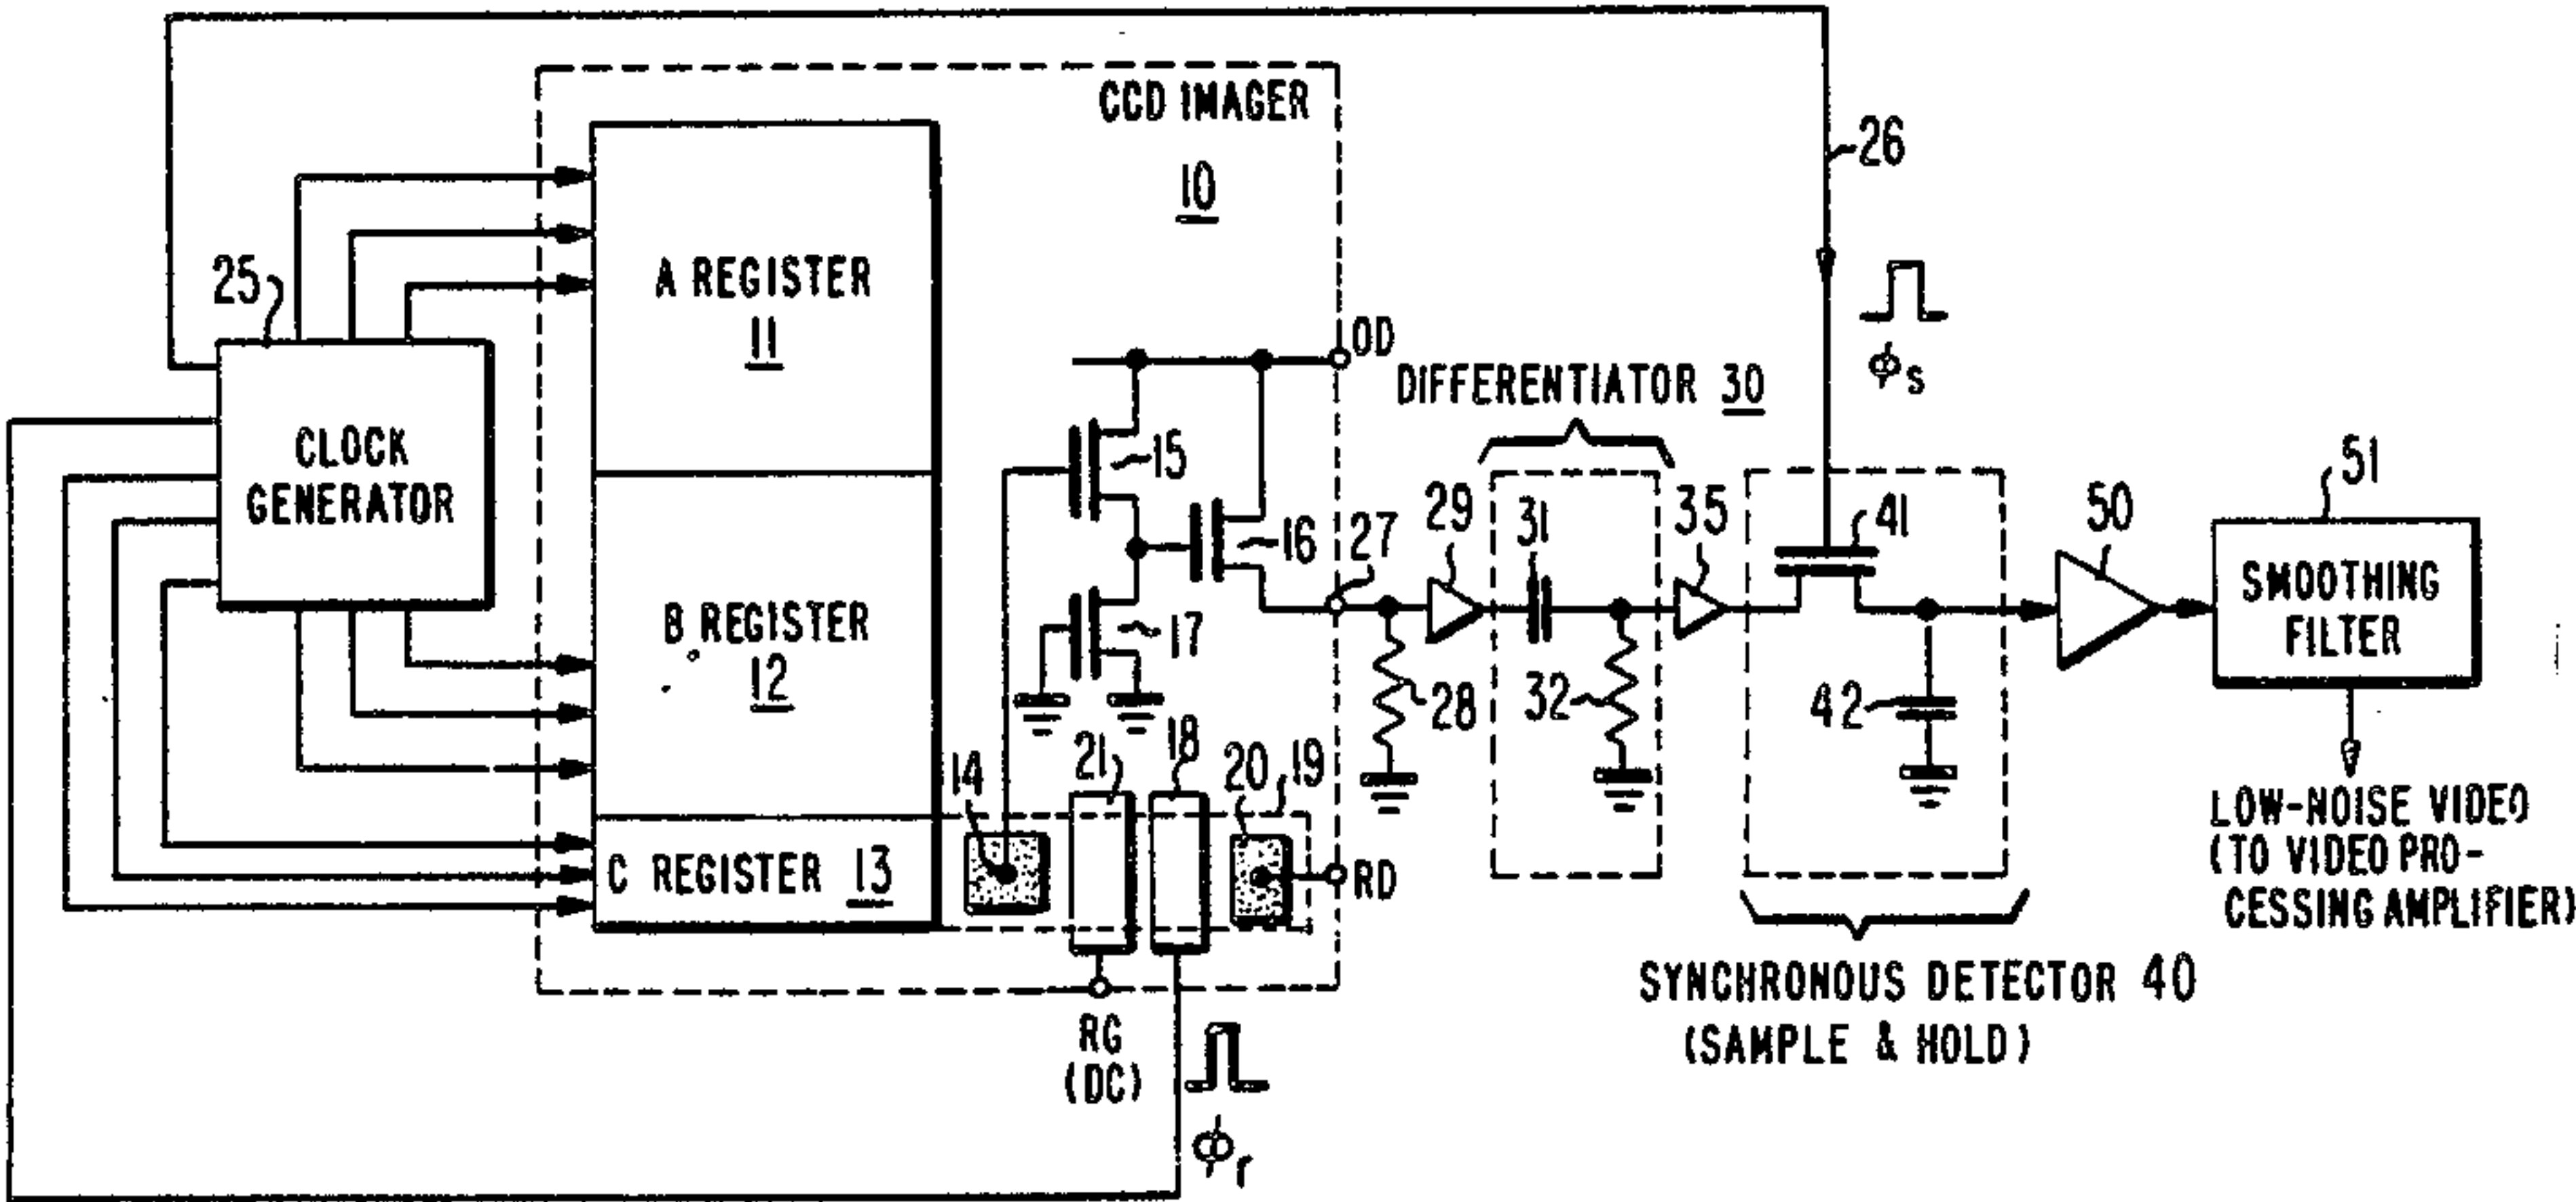 CCD IMAGER
10
26
A REGISTER
11
25
CLOCK
GENERATOR
OD
ϕs
DIFFERENTIATOR 30
15
16
17
27
29
31
35
41
50
51
SMOOTHING
FILTER
B REGISTER
12
28
32
42
14
21
18
20
19
C REGISTER 13
RD
LOW-NOISE VIDEO
(TO VIDEO PRO-
CESSING AMPLIFIER)
SYNCHRONOUS DETECTOR 40
(SAMPLE & HOLD)
RG
(DC)
ϕr